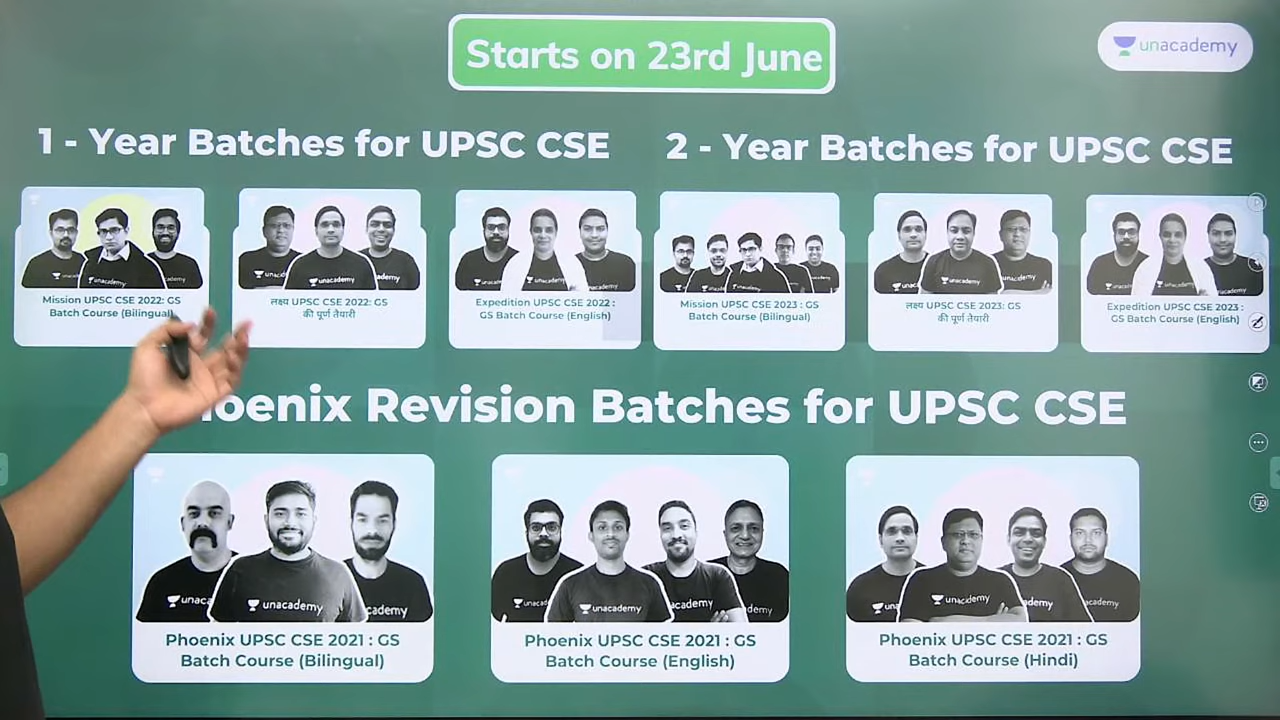 Starts on 23rd June
unacademy
1 - Year Batches for UPSC CSE
2 - Year Batches for UPSC CSE
Mission UPSC CSE 2022: GS
Batch Course (Bilingual)
लक्ष्य UPSC CSE 2022: GS
की पूर्ण तैयारी
Expedition UPSC CSE 2022 :
GS Batch Course (English)
Mission UPSC CSE 2023 : GS
Batch Course (Bilingual)
लक्ष्य UPSC CSE 2023: GS
की पूर्ण तैयारी
Expedition UPSC CSE 2023 :
GS Batch Course (English)
oenix Revision Batches for UPSC CSE
unacademy
unacademy
unacademy
Phoenix UPSC CSE 2021 : GS
Batch Course (Bilingual)
Phoenix UPSC CSE 2021 : GS
Batch Course (English)
Phoenix UPSC CSE 2021 : GS
Batch Course (Hindi)